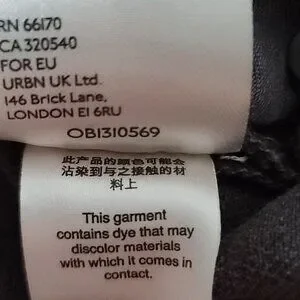 RN 66170
CA 320540
FOR EU
URBN UK Ltd.
146 Brick Lane,
LONDON E1 6RU
OB1310569
此产品的颜色可能会
沾染到与之接触的材
料上
This garment
contains dye that may
discolor materials
with which it comes in
contact.